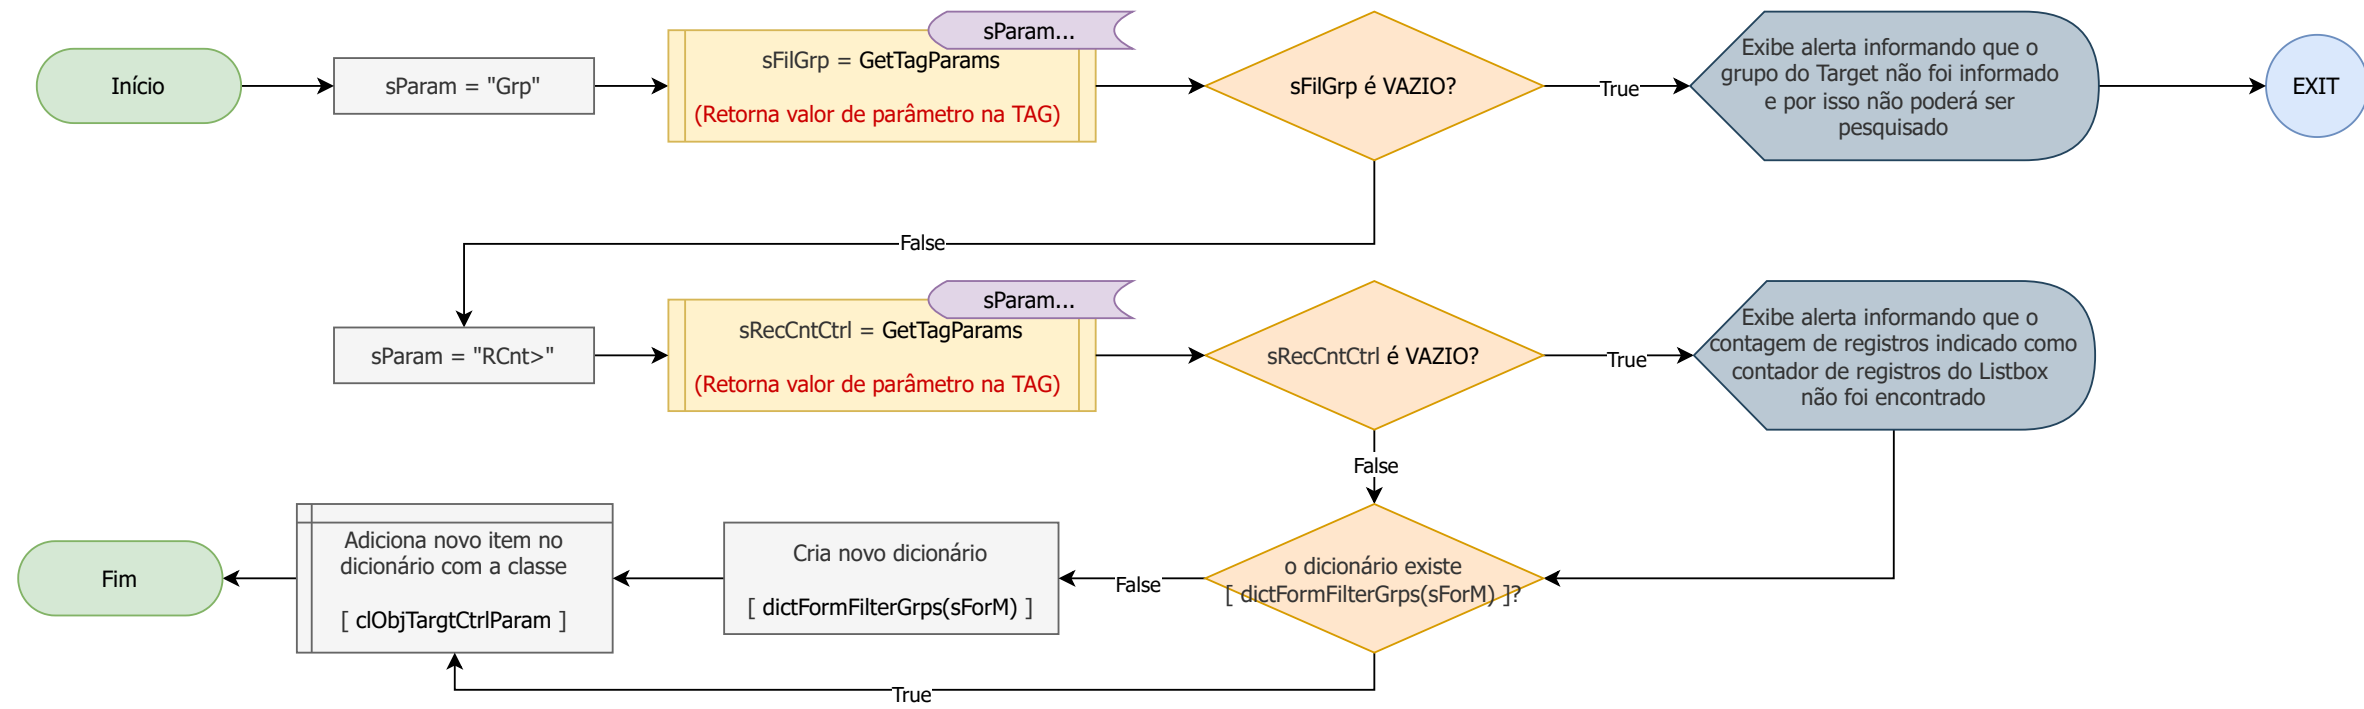 Início
sParam = "Grp"
sParam...
sFilGrp = GetTagParams
(Retorna valor de parâmetro na TAG)
sFilGrp é VAZIO?
True
Exibe alerta informando que o
grupo do Target não foi informado
e por isso não poderá ser
pesquisado
EXIT
False
sParam = "RCnt>"
sParam...
sRecCntCtrl = GetTagParams
(Retorna valor de parâmetro na TAG)
sRecCntCtrl é VAZIO?
True
Exibe alerta informando que o
contagem de registros indicado como
contador de registros do Listbox
não foi encontrado
False
o dicionário existe
[ dictFormFilterGrps(sForM) ]?
False
Cria novo dicionário
[ dictFormFilterGrps(sForM) ]
Adiciona novo item no
dicionário com a classe
[ clObjTargtCtrlParam ]
Fim
True